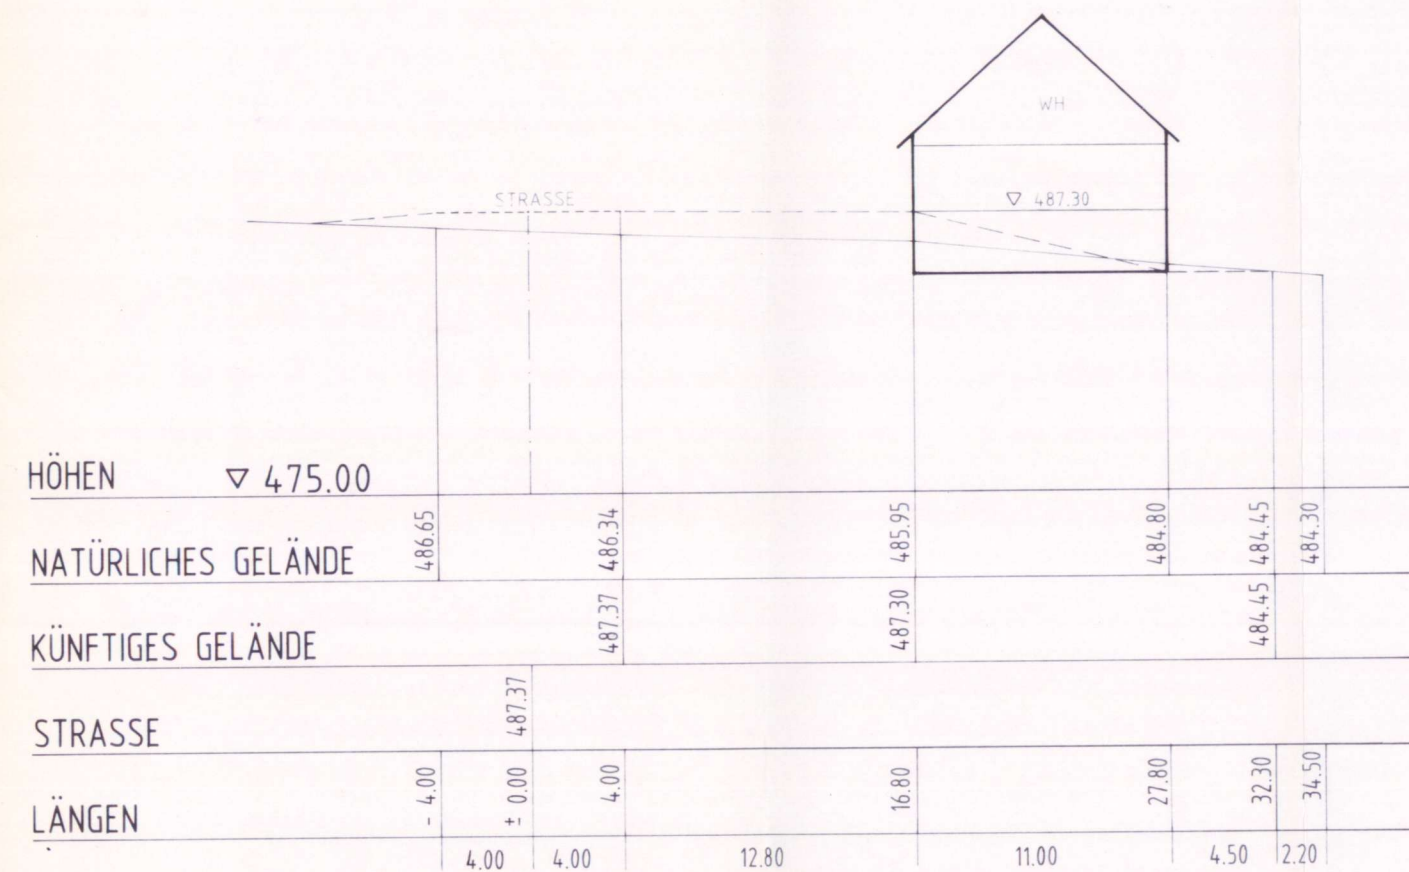 WH
STRASSE
▽ 487.30
HÖHEN ▽ 475.00
NATÜRLICHES GELÄNDE 486.65 486.34 485.95 484.80 484.45 484.30
KÜNFTIGES GELÄNDE 487.37 487.30 484.45
STRASSE 487.37
LÄNGEN - 4.00 ± 0.00 4.00 16.80 27.80 32.30 34.50
4.00 4.00 12.80 11.00 4.50 2.20